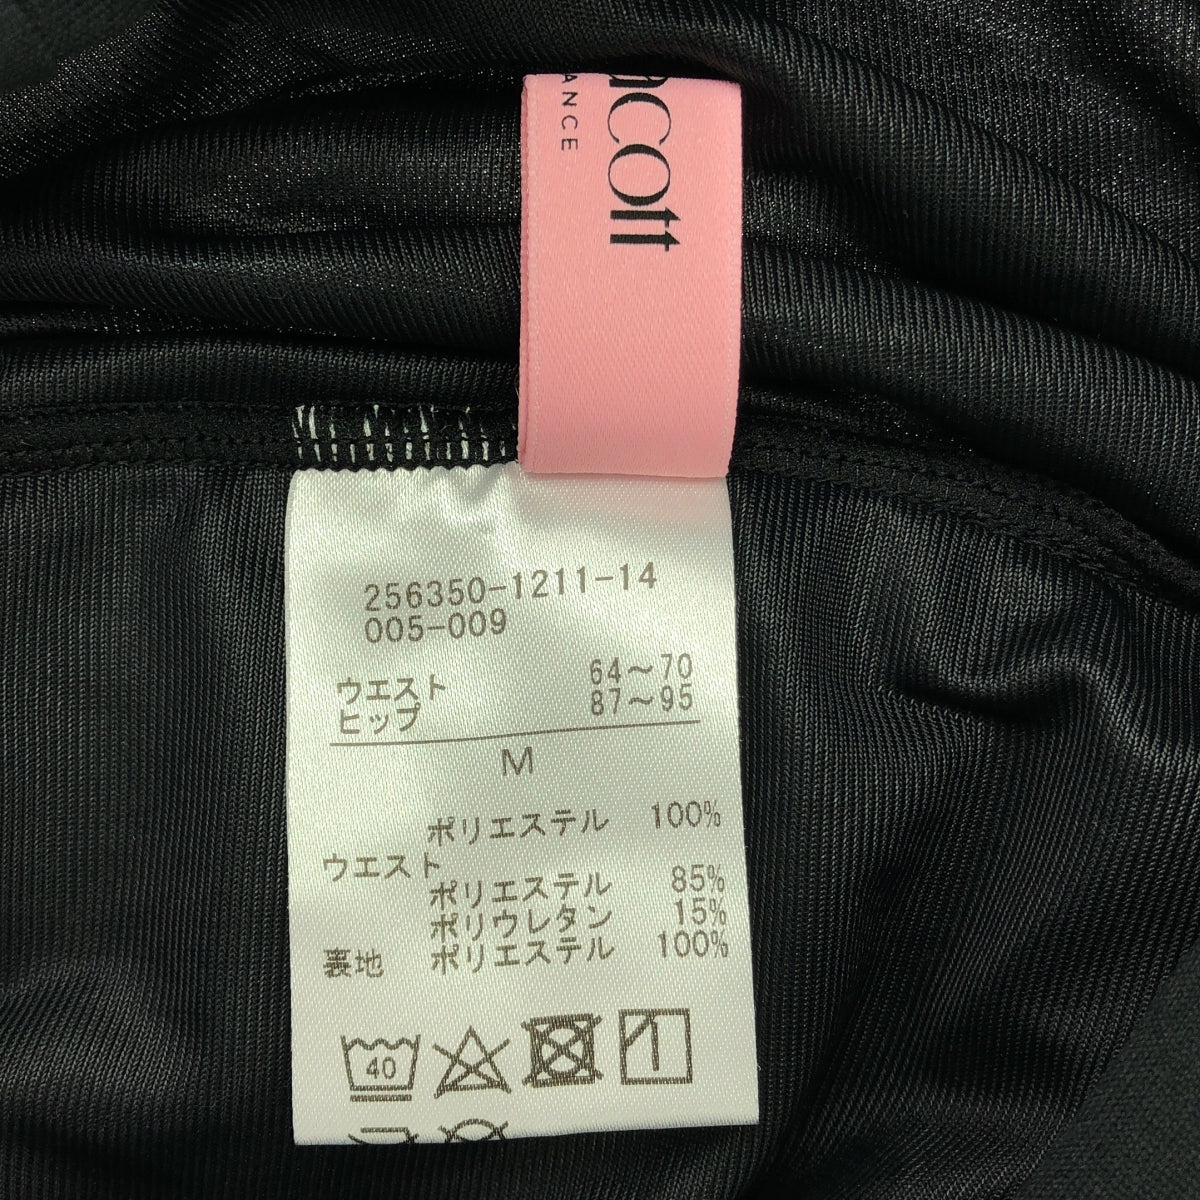 acott
ANCE
256350-1211-14
005-009
ウエスト 64～70
ヒップ 87～95
M
ポリエステル 100%
ウエスト
ポリエステル 85%
ポリウレタン 15%
裏地 ポリエステル 100%
40